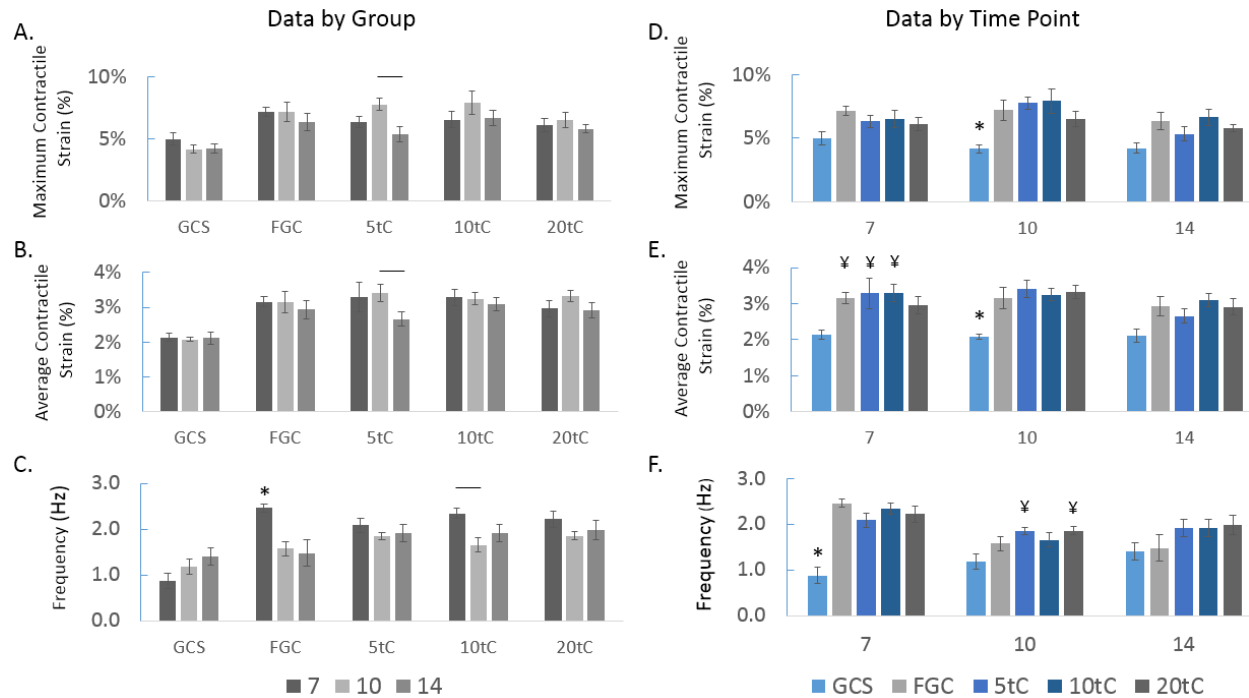 Data by Group
A.
Maximum Contractile
Strain (%)
10%
5%
0%
GCS FGC 5tC 10tC 20tC
B.
Average Contractile
Strain (%)
4%
3%
2%
1%
0%
GCS FGC 5tC 10tC 20tC
C.
Frequency (Hz)
3.0
2.0
1.0
0.0
*
GCS FGC 5tC 10tC 20tC
7 10 14
Data by Time Point
D.
Maximum Contractile
Strain (%)
10%
5%
0%
*
7 10 14
E.
Average Contractile
Strain (%)
4%
3%
2%
1%
0%
¥ ¥ ¥
*
7 10 14
F.
Frequency (Hz)
3.0
2.0
1.0
0.0
¥ ¥
*
7 10 14
GCS FGC 5tC 10tC 20tC